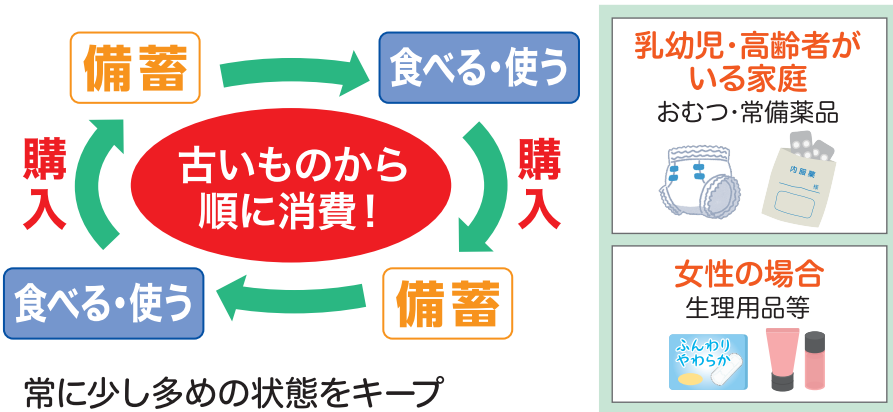 備蓄
食べる・使う
購入
古いものから
順に消費！
購入
食べる・使う
備蓄
常に少し多めの状態をキープ
乳幼児・高齢者が
いる家庭
おむつ・常備薬品
内服薬
様
女性の場合
生理用品等
ふんわり
やわらか